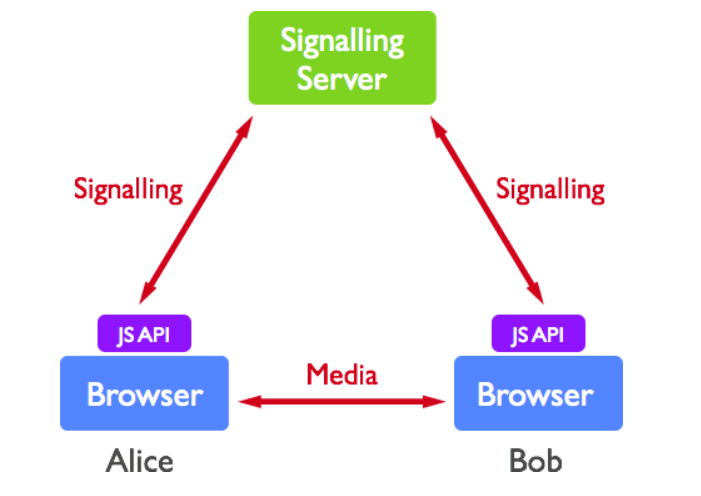 Signalling
Server
Signalling
Signalling
JS API
JS API
Media
Browser
Browser
Alice
Bob